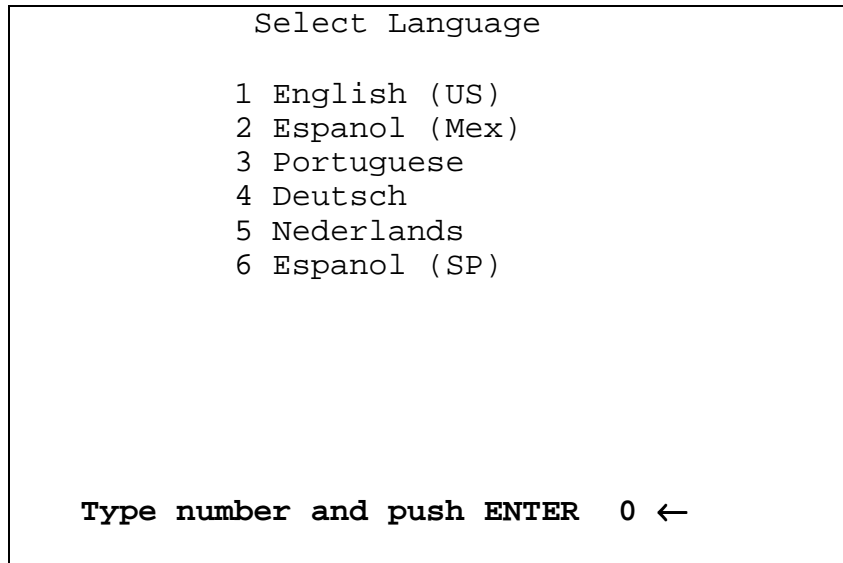 Select Language
1 English (US)
2 Espanol (Mex)
3 Portuguese
4 Deutsch
5 Nederlands
6 Espanol (SP)
Type number and push ENTER 0 ←